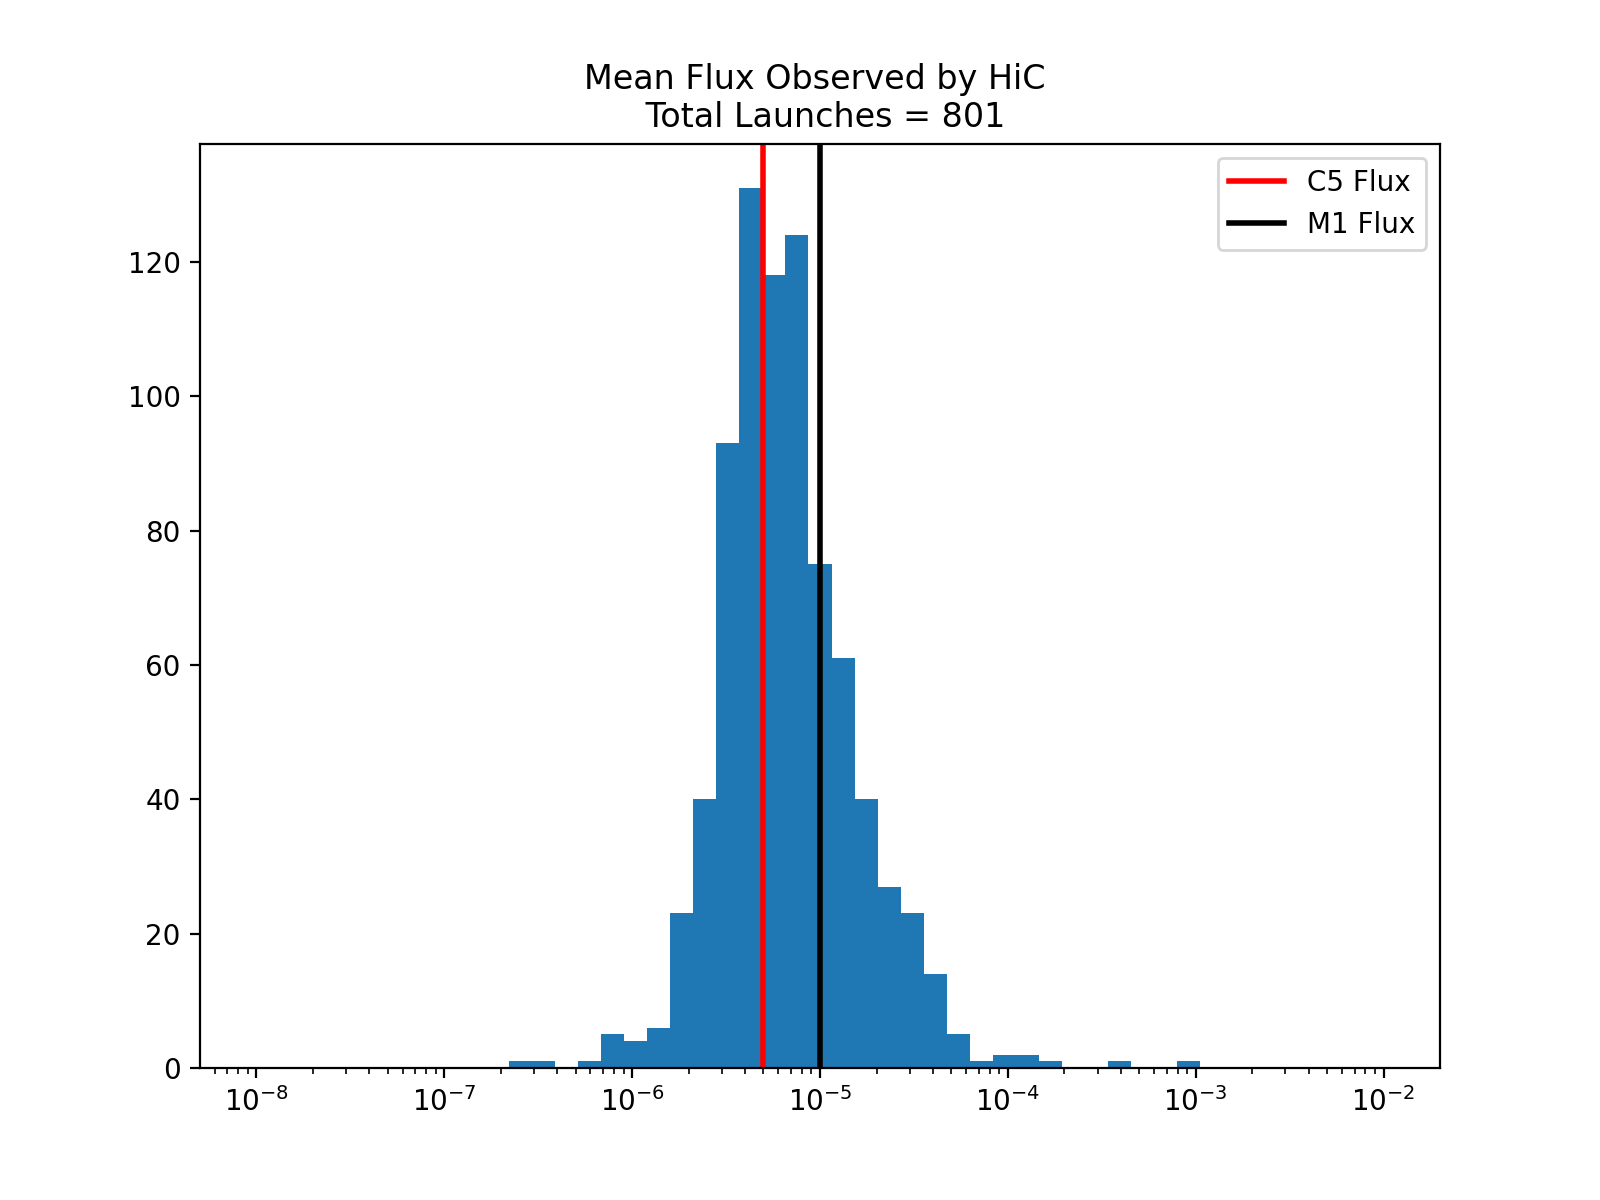 Mean Flux Observed by HiC
Total Launches = 801
C5 Flux
M1 Flux
120
100
80
60
40
20
0
10⁻⁸ 10⁻⁷ 10⁻⁶ 10⁻⁵ 10⁻⁴ 10⁻³ 10⁻²